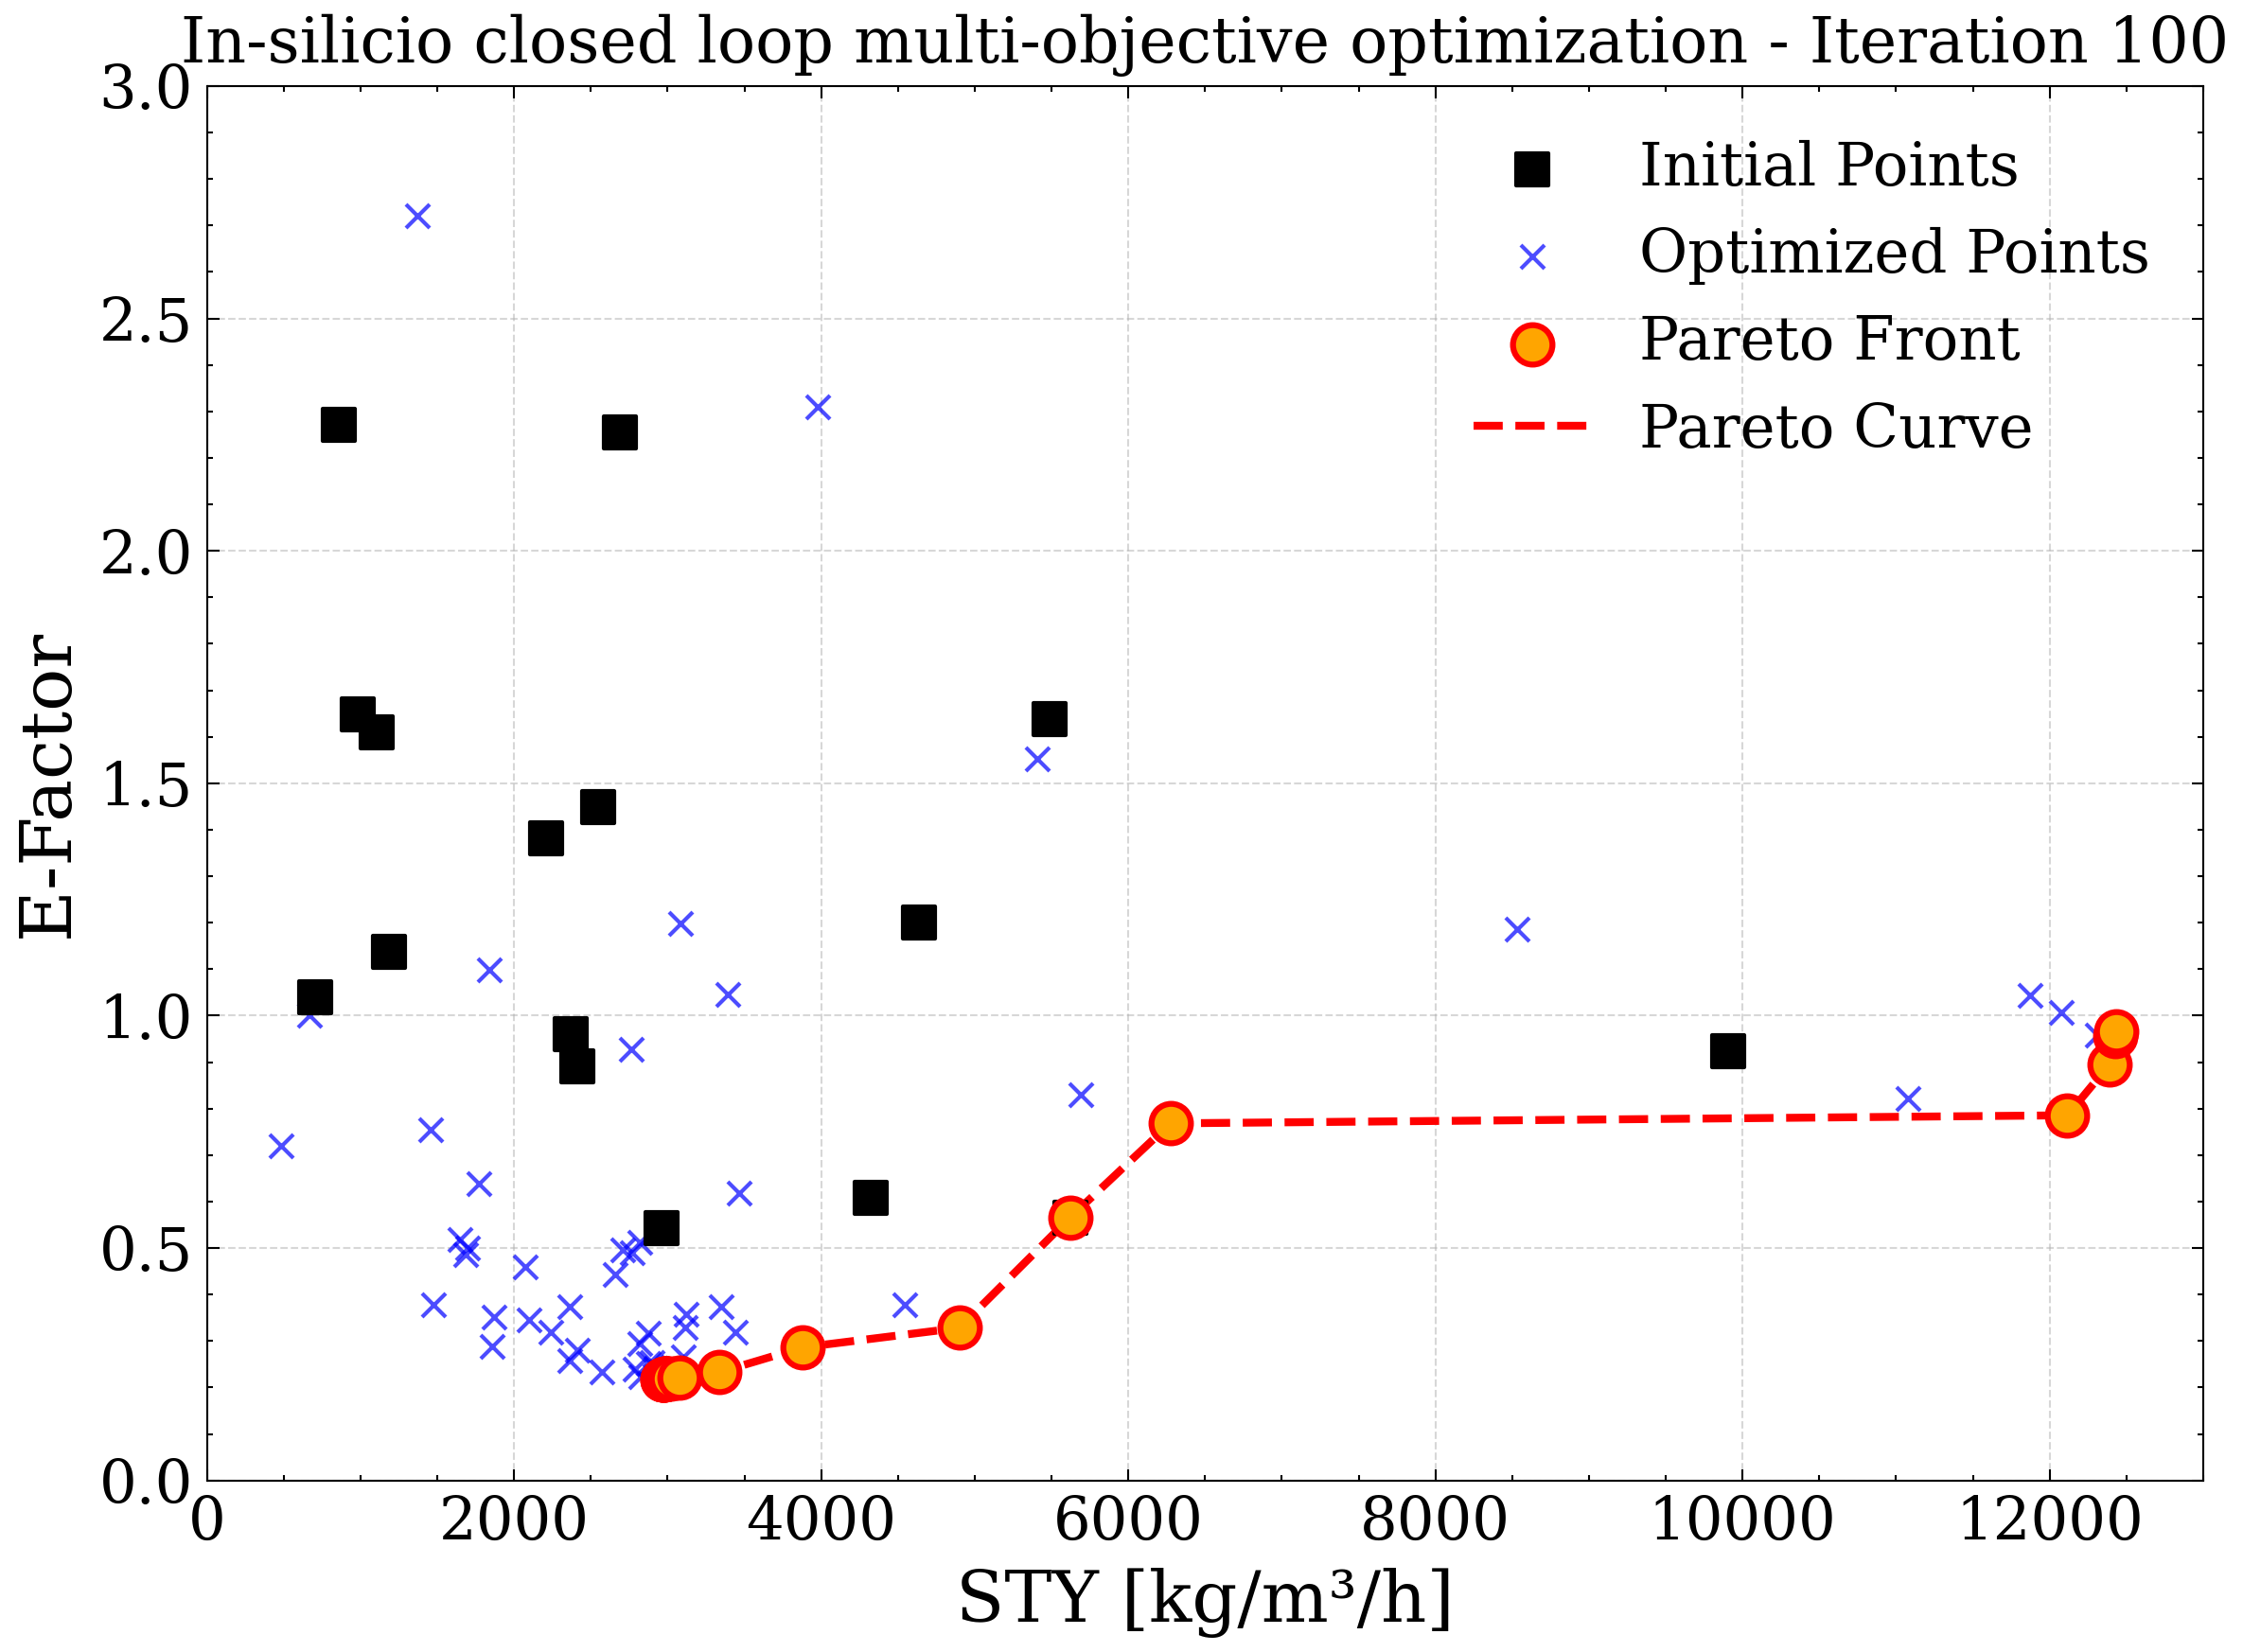 In-silicio closed loop multi-objective optimization - Iteration 100
3.0
2.5
2.0
1.5
1.0
0.5
0.0
E-Factor
Initial Points
Optimized Points
Pareto Front
Pareto Curve
0 2000 4000 6000 8000 10000 12000
STY [kg/m³/h]